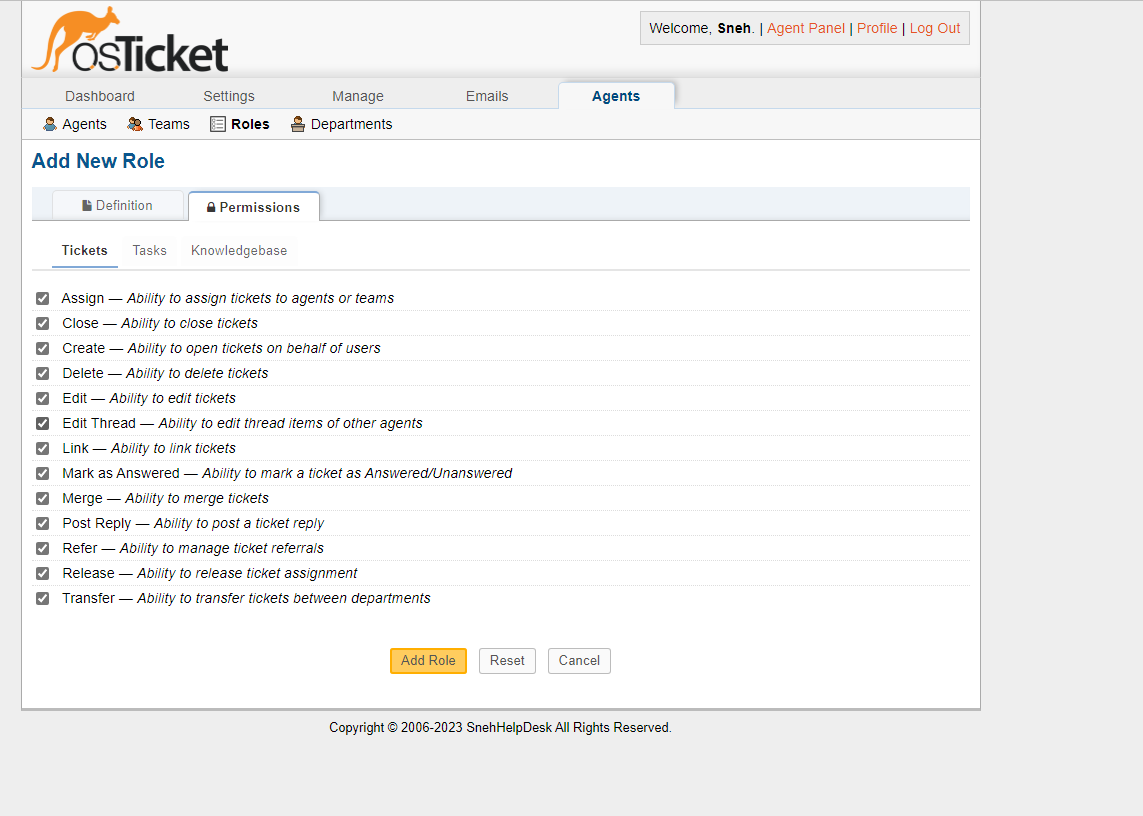 osTicket
Welcome, Sneh. | Agent Panel | Profile | Log Out
Dashboard Settings Manage Emails Agents
Agents Teams Roles Departments
Add New Role
Definition Permissions
Tickets Tasks Knowledgebase
Assign — Ability to assign tickets to agents or teams
Close — Ability to close tickets
Create — Ability to open tickets on behalf of users
Delete — Ability to delete tickets
Edit — Ability to edit tickets
Edit Thread — Ability to edit thread items of other agents
Link — Ability to link tickets
Mark as Answered — Ability to mark a ticket as Answered/Unanswered
Merge — Ability to merge tickets
Post Reply — Ability to post a ticket reply
Refer — Ability to manage ticket referrals
Release — Ability to release ticket assignment
Transfer — Ability to transfer tickets between departments
Add Role Reset Cancel
Copyright © 2006-2023 SnehHelpDesk All Rights Reserved.